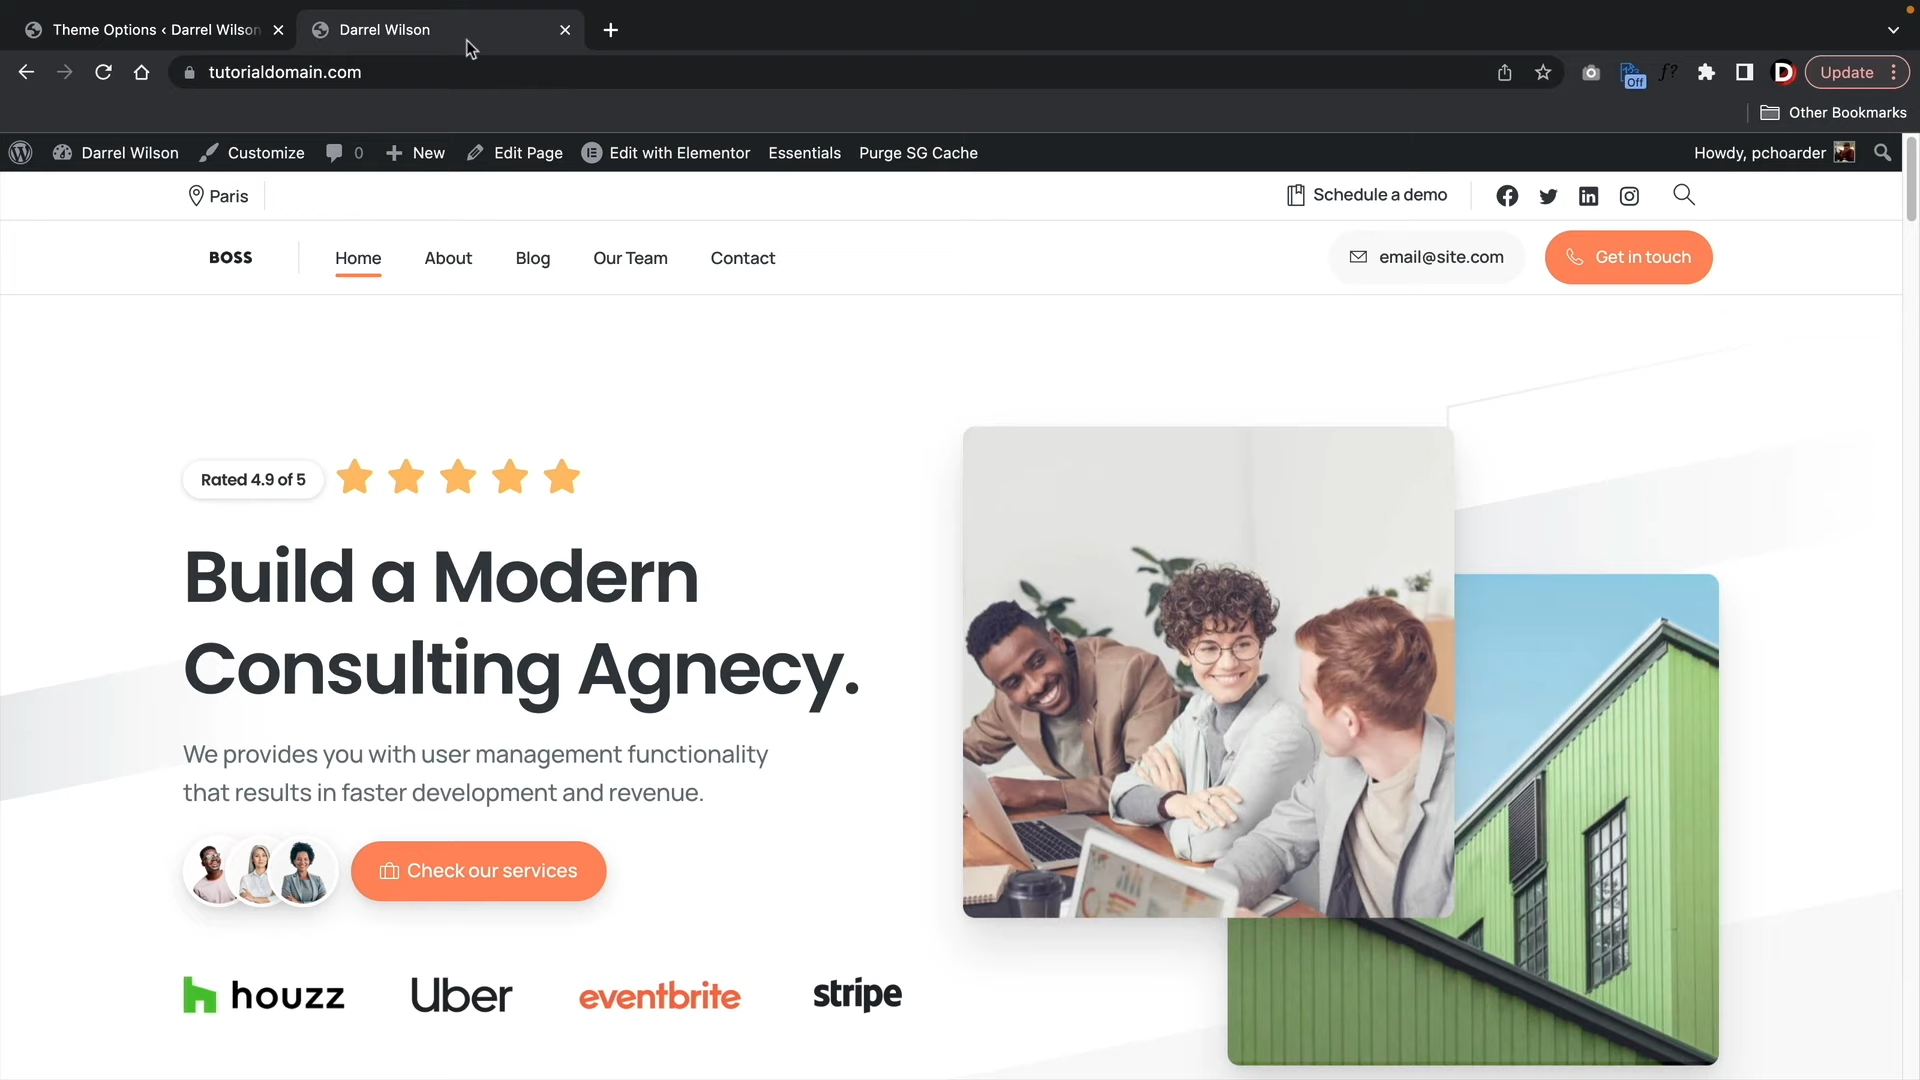 Theme Options ‹ Darrel Wilson
Darrel Wilson
tutorialdomain.com
Off
f?
D
Update
Other Bookmarks
Darrel Wilson
Customize
0
New
Edit Page
Edit with Elementor
Essentials
Purge SG Cache
Howdy, pchoarder
Paris
Schedule a demo
BOSS
Home
About
Blog
Our Team
Contact
email@site.com
Get in touch
Rated 4.9 of 5
Build a Modern
Consulting Agnecy.
We provides you with user management functionality
that results in faster development and revenue.
Check our services
houzz
Uber
eventbrite
stripe